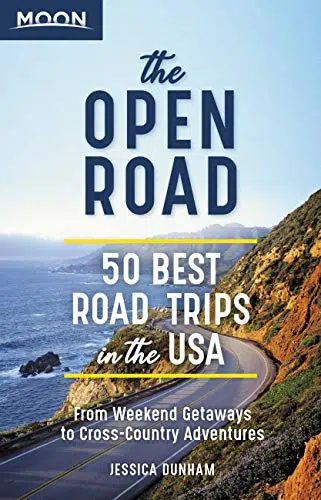 MOON
the
OPEN
ROAD
50 BEST
ROAD TRIPS
in the USA
From Weekend Getaways
to Cross-Country Adventures
JESSICA DUNHAM